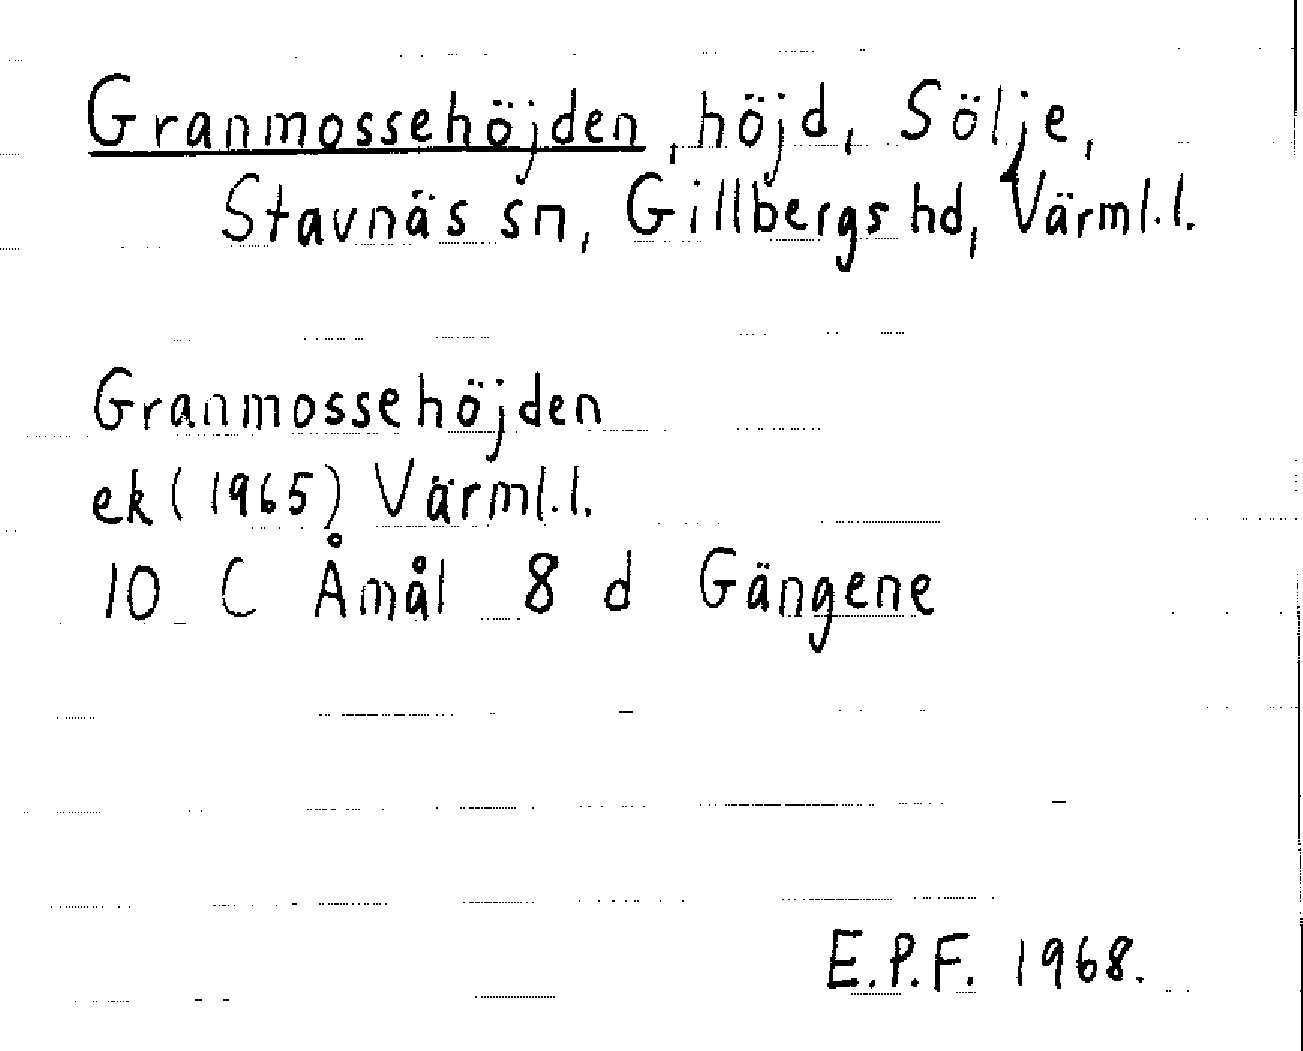 Granmossehöjden, höjd, Sölje,
Stavnäs sn, Gillbergs hd, Värml.l.
Granmossehöjden
ek (1965) Värml.l.
10 C Åmål 8 d Gängene
E.P.F. 1968.